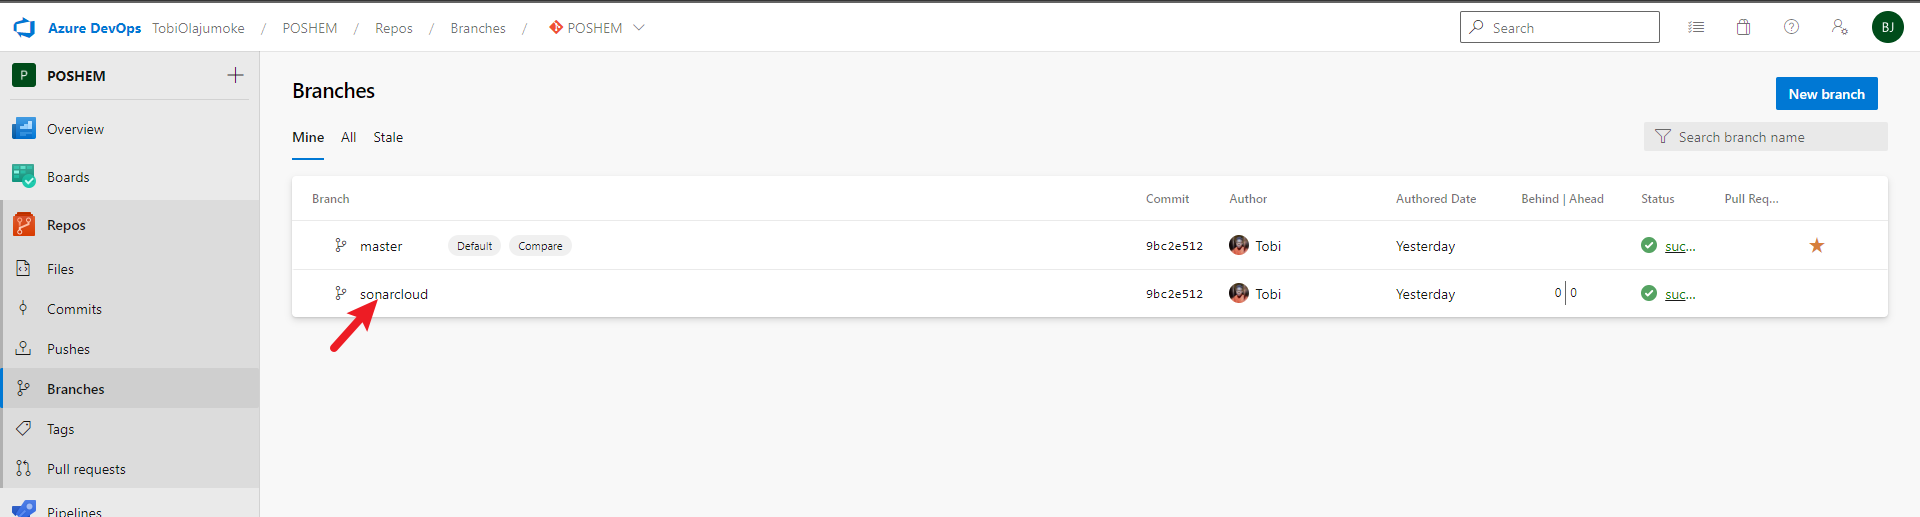 Azure DevOps TobiOlajumoke / POSHEM / Repos / Branches / POSHEM Search BJ
P POSHEM
Overview
Boards
Repos
Files
Commits
Pushes
Branches
Tags
Pull requests
Pipelines
Branches
New branch
Mine All Stale
Search branch name
Branch Commit Author Authored Date Behind | Ahead Status Pull Req...
master Default Compare 9bc2e512 Tobi Yesterday suc...
sonarcloud 9bc2e512 Tobi Yesterday 0 | 0 suc...